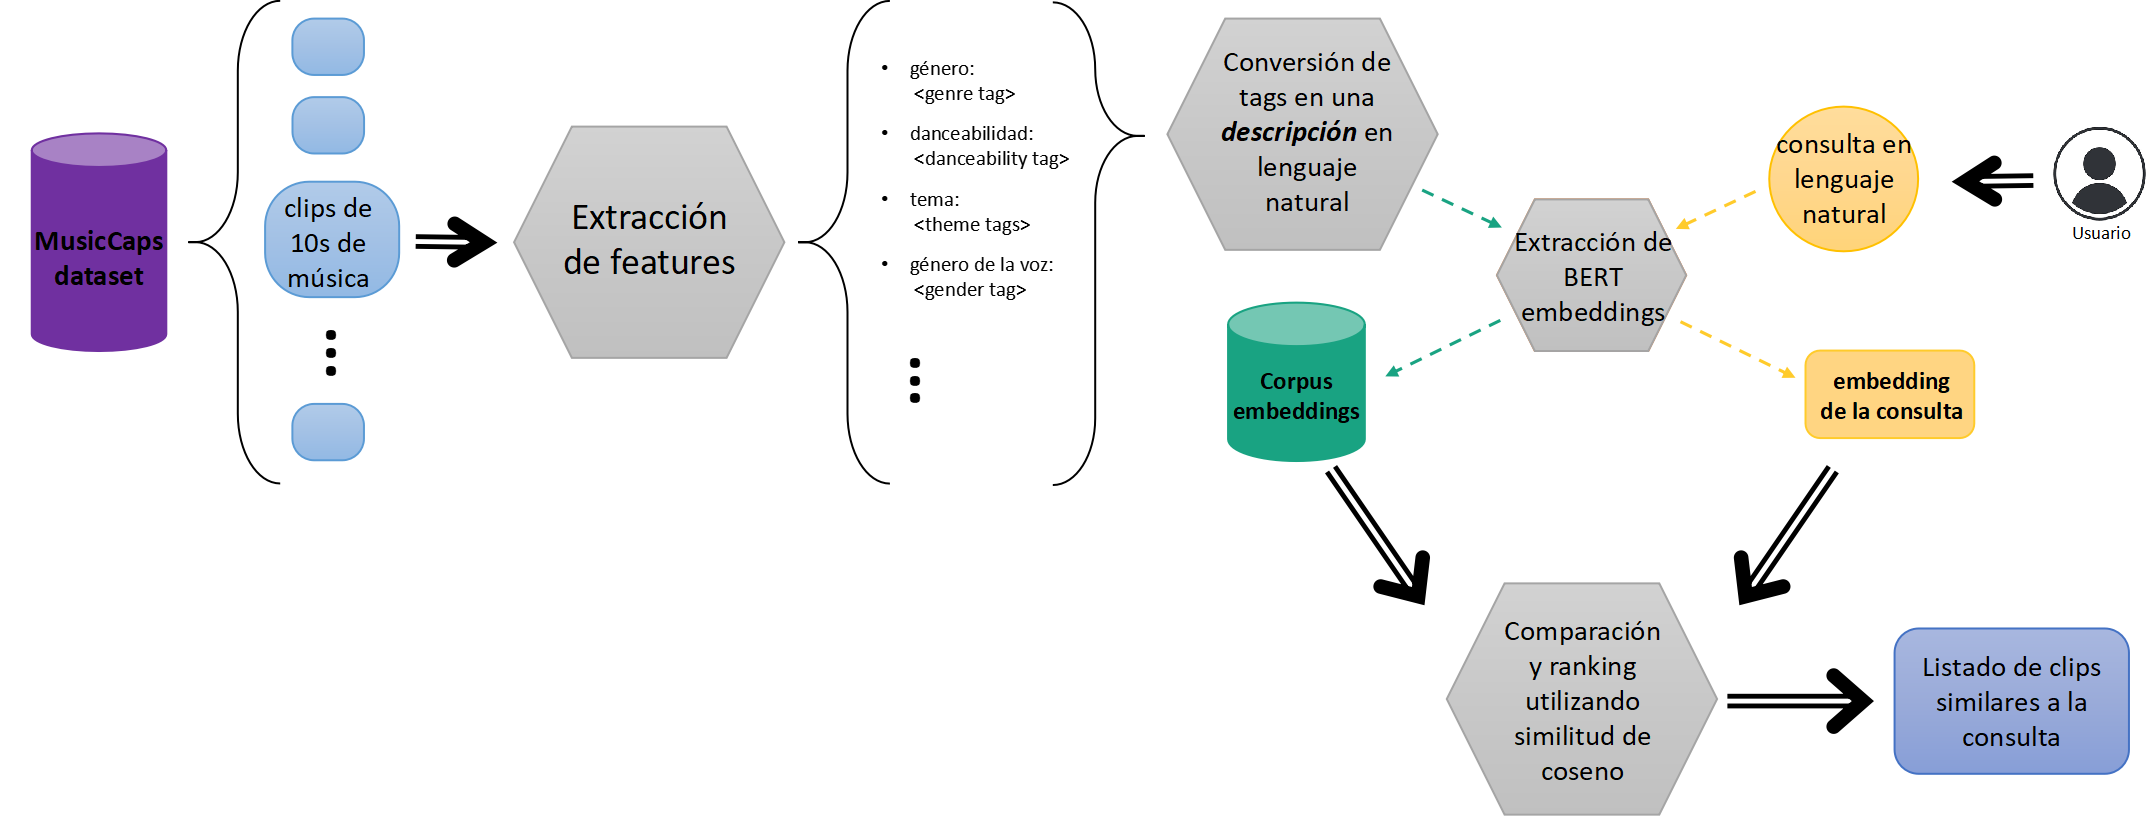 MusicCaps
dataset
clips de
10s de
música
Extracción
de features
• género:
<genre tag>
• danceabilidad:
<danceability tag>
• tema:
<theme tags>
• género de la voz:
<gender tag>
Conversión de
tags en una
descripción en
lenguaje
natural
consulta en
lenguaje
natural
Usuario
Extracción de
BERT
embeddings
Corpus
embeddings
embedding
de la consulta
Comparación
y ranking
utilizando
similitud de
coseno
Listado de clips
similares a la
consulta